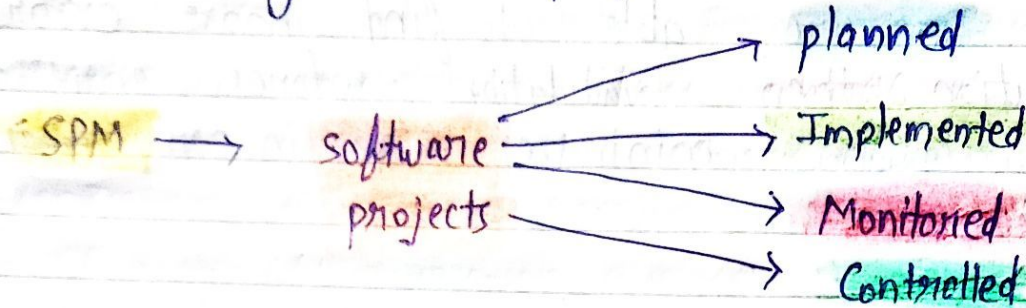 planned
SPM → software → Implemented
projects
Monitored
Controlled